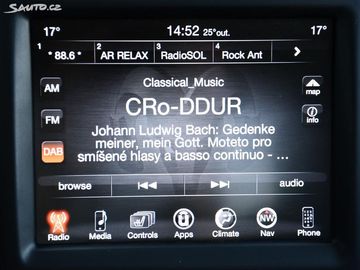 SAUTO.CZ
17° 14:52 25°out. 17°
1 * 88.6 * 2 AR RELAX 3 RadioSOL 4 Rock Ant
Classical_Music
AM
CRo-DDUR
map
FM
Johann Ludwig Bach: Gedenke
meiner, mein Gott. Moteto pro
smíšené hlasy a basso continuo - ...
info
DAB
browse audio
Radio Media Controls Apps Climate NW Nav Phone